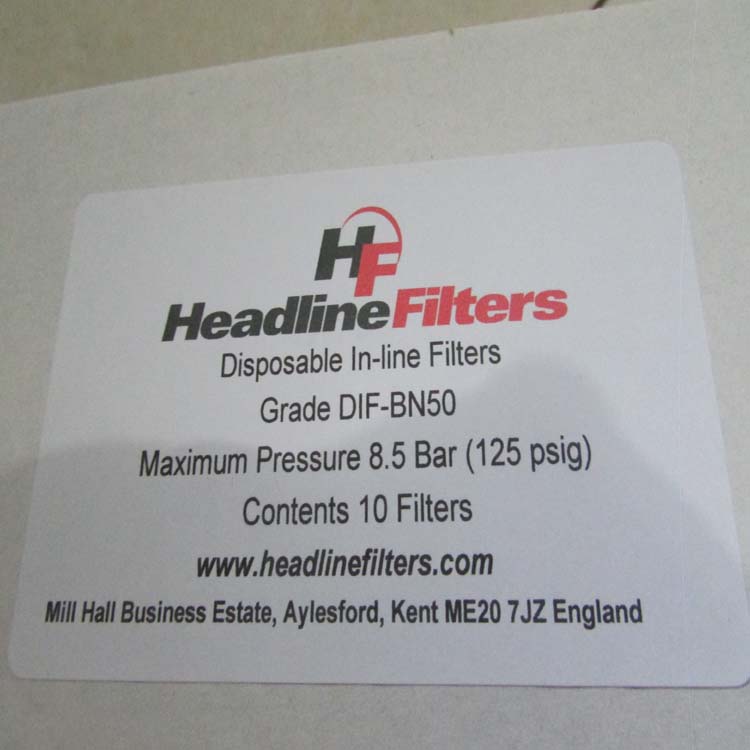 HF
HeadlineFilters
Disposable In-line Filters
Grade DIF-BN50
Maximum Pressure 8.5 Bar (125 psig)
Contents 10 Filters
www.headlinefilters.com
Mill Hall Business Estate, Aylesford, Kent ME20 7JZ England